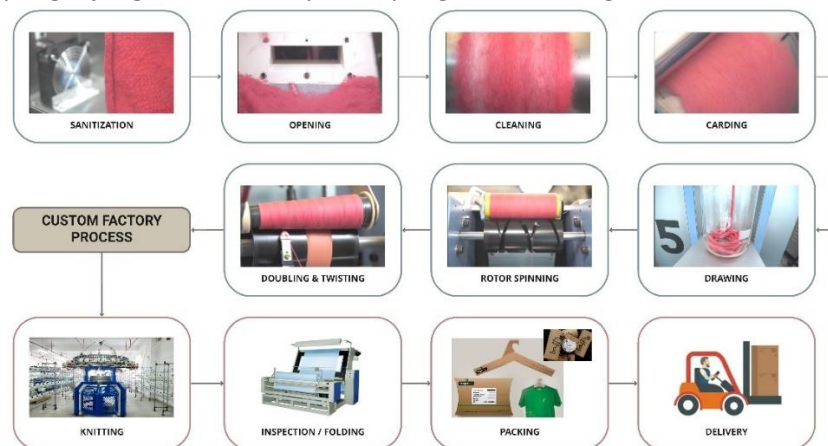 SANITIZATION
OPENING
CLEANING
CARDING
CUSTOM FACTORY
PROCESS
DOUBLING & TWISTING
ROTOR SPINNING
5
DRAWING
KNITTING
INSPECTION / FOLDING
PACKING
DELIVERY